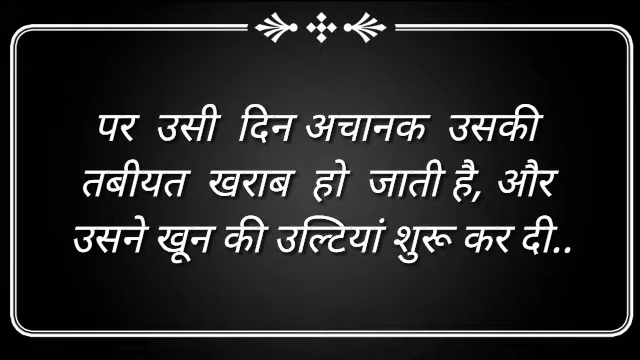 पर उसी दिन अचानक उसकी
तबीयत खराब हो जाती है, और
उसने खून की उल्टियां शुरू कर दी..